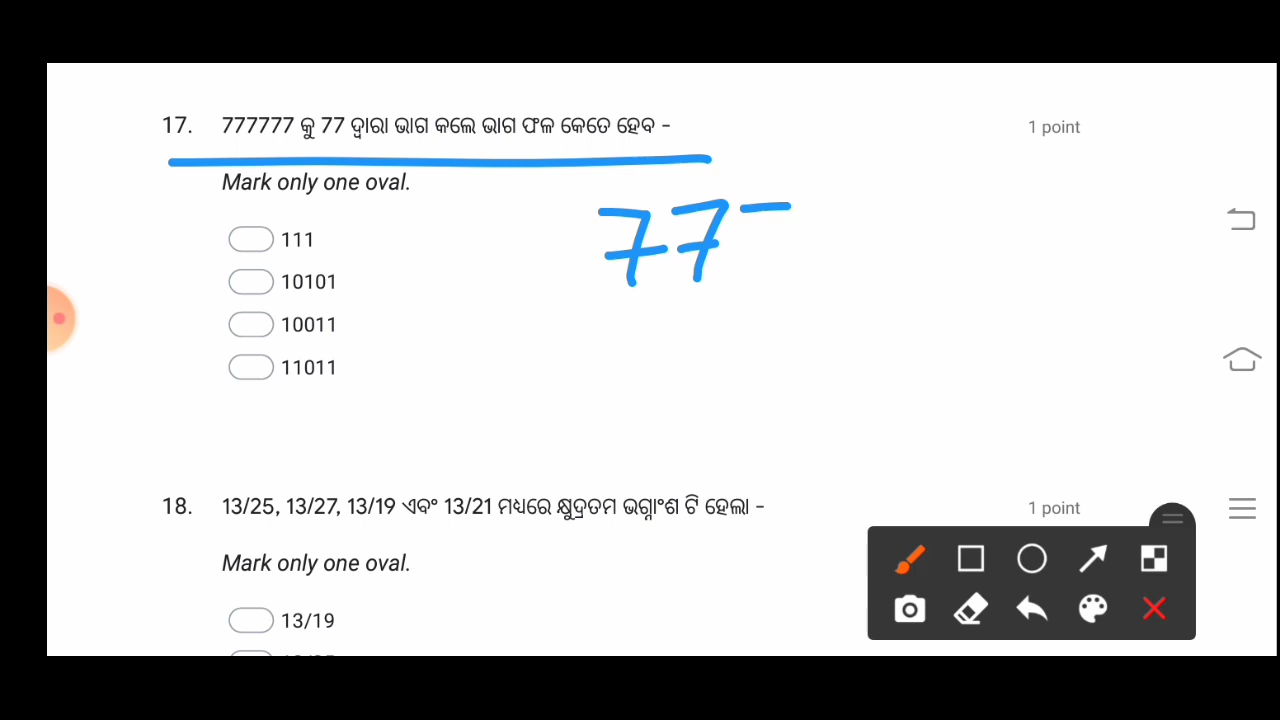 17. 777777 କୁ 77 ଦ୍ୱାରା ଭାଗ କଲେ ଭାଗ ଫଳ କେତେ ହେବ - 1 point
Mark only one oval.
77
111
10101
10011
11011
18. 13/25, 13/27, 13/19 ଏବଂ 13/21 ମଧ୍ୟରେ କ୍ଷୁଦ୍ରତମ ଭଗ୍ନାଂଶ ଟି ହେଲା - 1 point
Mark only one oval.
13/19